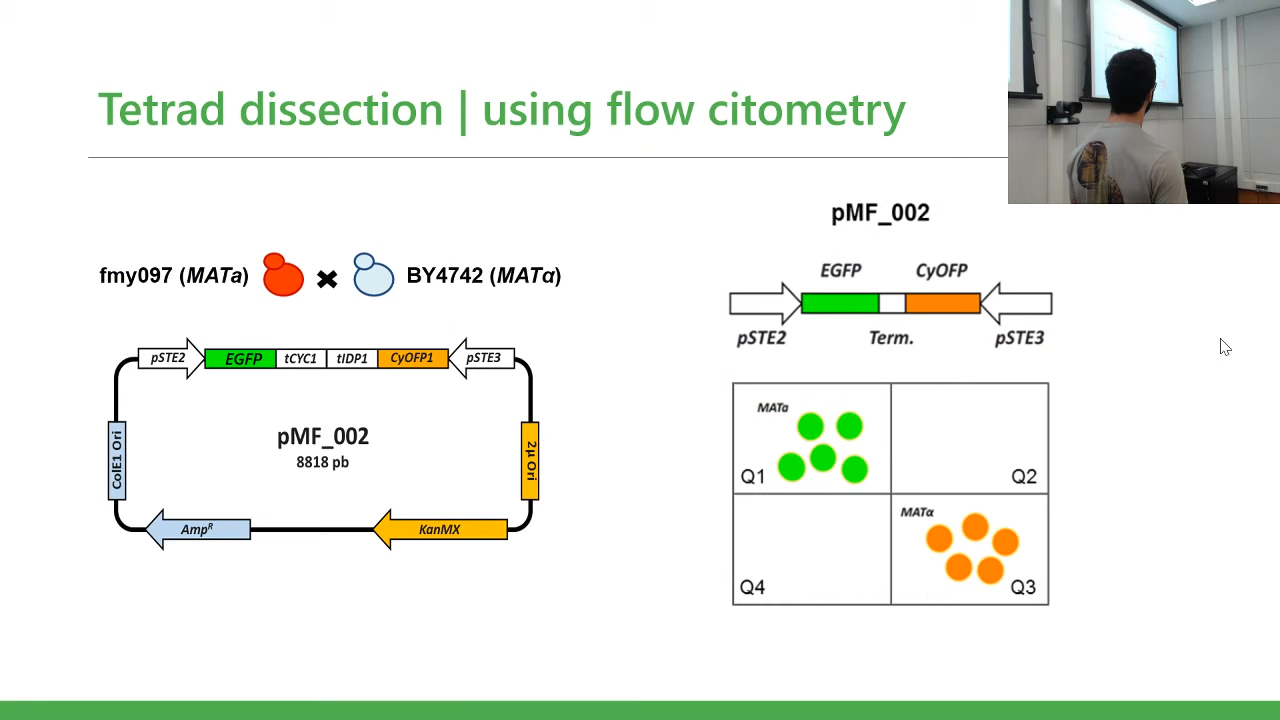 Tetrad dissection | using flow citometry
fmy097 (MATa)
BY4742 (MATα)
pSTE2
EGFP
tCYC1
tIDP1
CyOFP1
pSTE3
ColE1 Ori
pMF_002
8818 pb
2μ Ori
AmpR
KanMX
pMF_002
EGFP
CyOFP
pSTE2
Term.
pSTE3
MATa
Q1
Q2
MATα
Q4
Q3